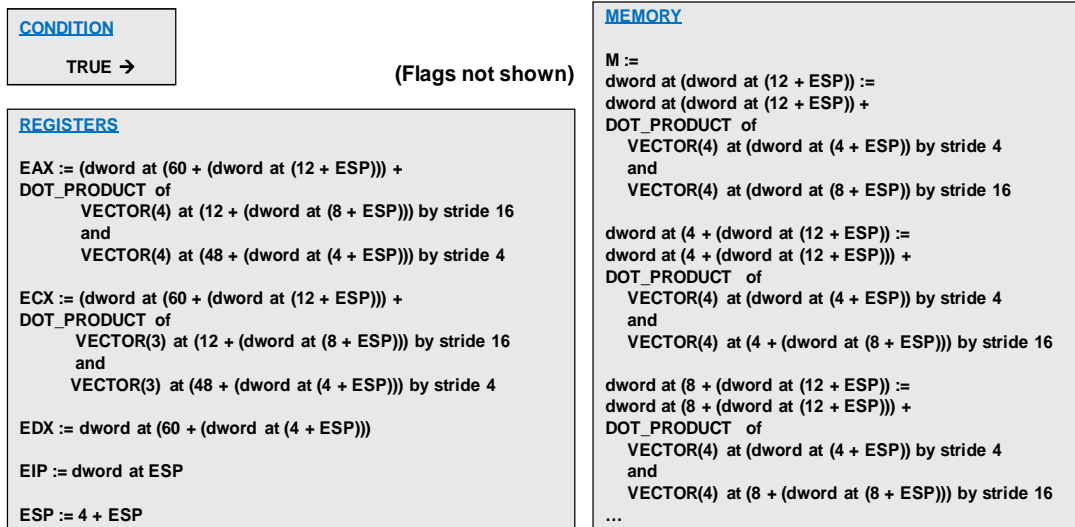 CONDITION
TRUE →
(Flags not shown)
REGISTERS
EAX := (dword at (60 + (dword at (12 + ESP))) +
DOT_PRODUCT of
VECTOR(4) at (12 + (dword at (8 + ESP))) by stride 16
and
VECTOR(4) at (48 + (dword at (4 + ESP))) by stride 4
ECX := (dword at (60 + (dword at (12 + ESP))) +
DOT_PRODUCT of
VECTOR(3) at (12 + (dword at (8 + ESP))) by stride 16
and
VECTOR(3) at (48 + (dword at (4 + ESP))) by stride 4
EDX := dword at (60 + (dword at (4 + ESP)))
EIP := dword at ESP
ESP := 4 + ESP
MEMORY
M :=
dword at (dword at (12 + ESP)) :=
dword at (dword at (12 + ESP)) +
DOT_PRODUCT of
VECTOR(4) at (dword at (4 + ESP)) by stride 4
and
VECTOR(4) at (dword at (8 + ESP)) by stride 16
dword at (4 + (dword at (12 + ESP)) :=
dword at (4 + (dword at (12 + ESP))) +
DOT_PRODUCT of
VECTOR(4) at (dword at (4 + ESP)) by stride 4
and
VECTOR(4) at (4 + (dword at (8 + ESP))) by stride 16
dword at (8 + (dword at (12 + ESP)) :=
dword at (8 + (dword at (12 + ESP))) +
DOT_PRODUCT of
VECTOR(4) at (dword at (4 + ESP)) by stride 4
and
VECTOR(4) at (8 + (dword at (8 + ESP))) by stride 16
…